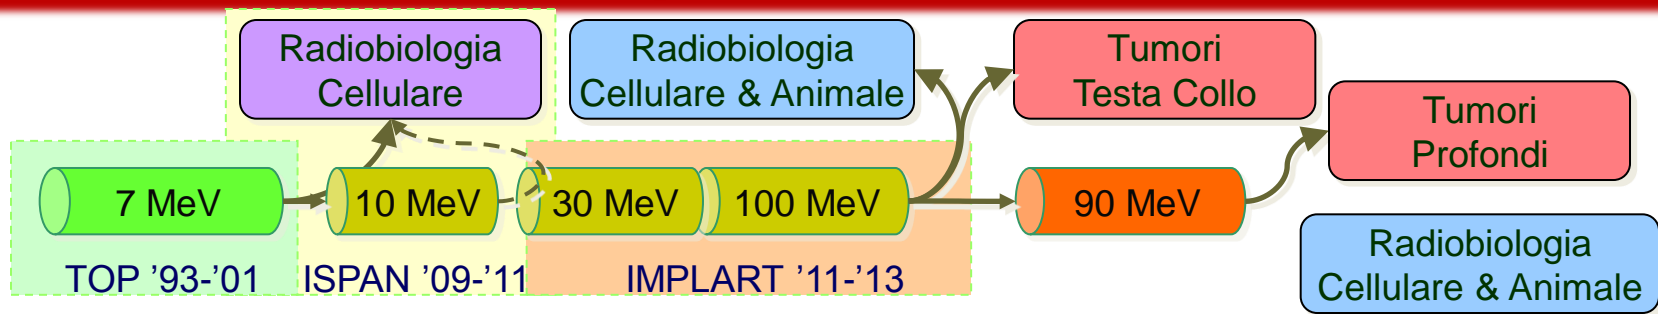 Radiobiologia
Cellulare
Radiobiologia
Cellulare & Animale
Tumori
Testa Collo
Tumori
Profondi
7 MeV
10 MeV
30 MeV
100 MeV
90 MeV
TOP ’93-’01
ISPAN ’09-’11
IMPLART ’11-’13
Radiobiologia
Cellulare & Animale